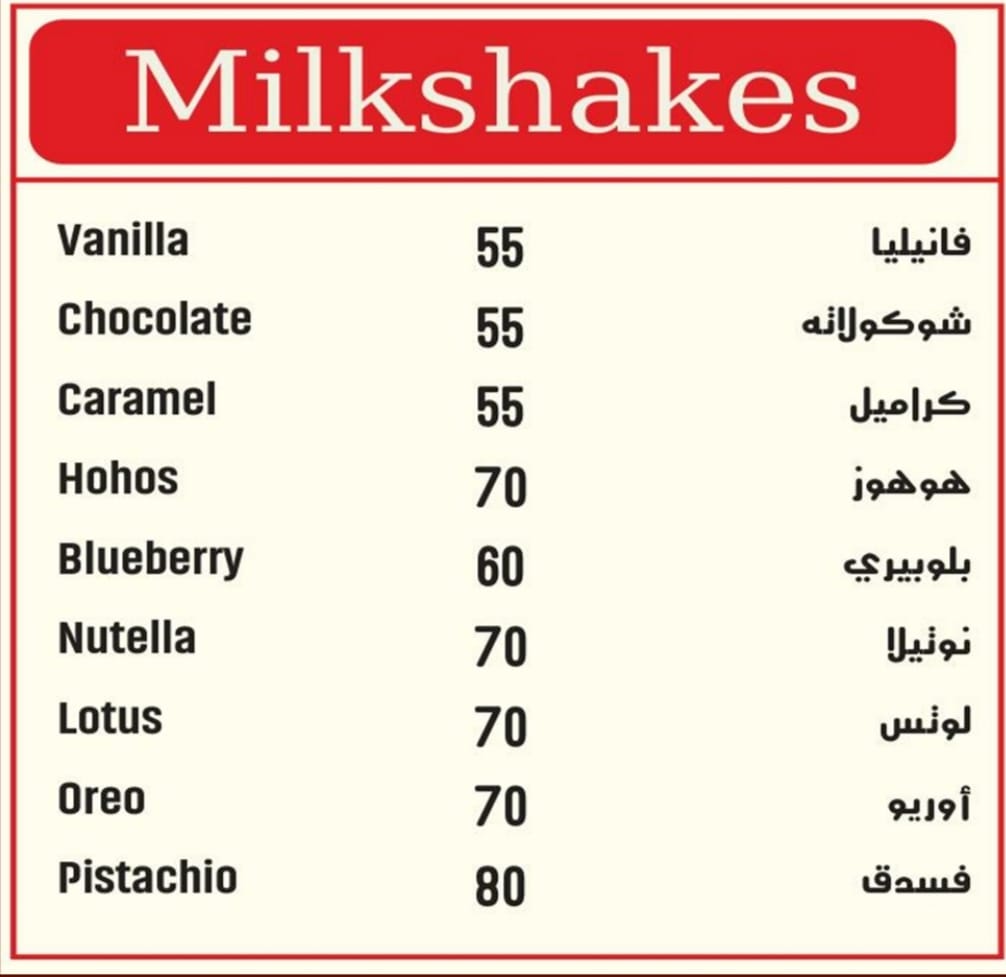 Milkshakes
Vanilla 55 فانيليا
Chocolate 55 شوكولاته
Caramel 55 كراميل
Hohos 70 هوهوز
Blueberry 60 بلوبيري
Nutella 70 نوتيلا
Lotus 70 لوتس
Oreo 70 أوريو
Pistachio 80 فسدق